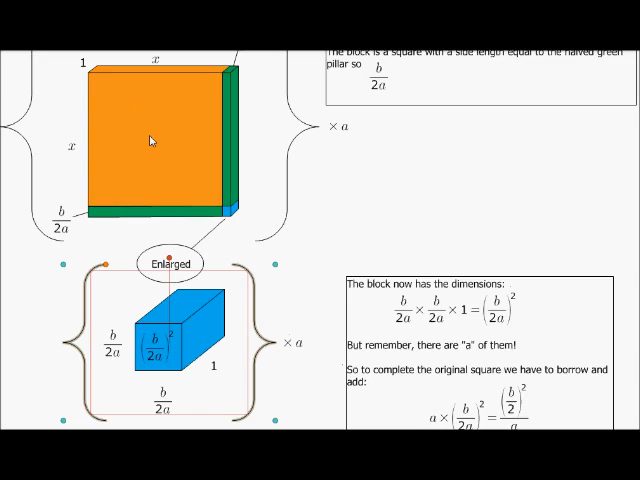 The block is a square with a side length equal to the halved green
pillar so b/2a
1
x
x
× a
b/2a
Enlarged
b/2a
(b/2a)^2
1
b/2a
× a
The block now has the dimensions:
b/2a × b/2a × 1 = (b/2a)^2
But remember, there are "a" of them!
So to complete the original square we have to borrow and
add:
a × (b/2a)^2 = (b/2)^2/a